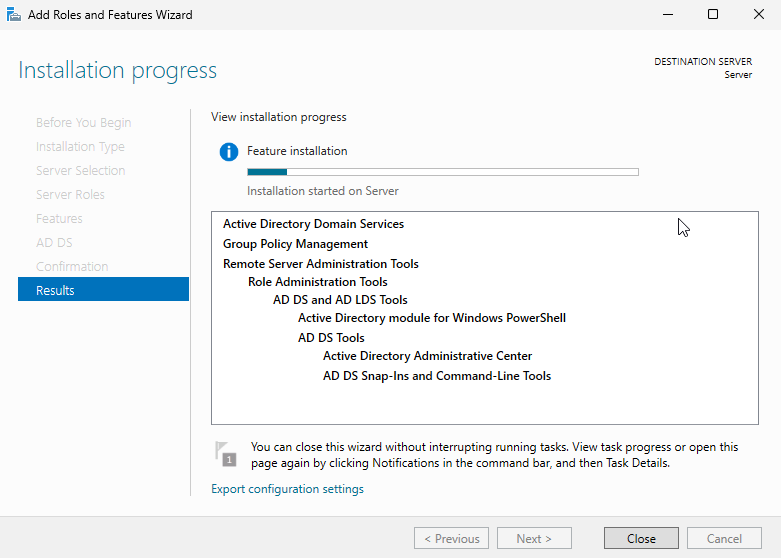 Add Roles and Features Wizard
Installation progress
DESTINATION SERVER
Server
Before You Begin
Installation Type
Server Selection
Server Roles
Features
AD DS
Confirmation
Results
View installation progress
Feature installation
Installation started on Server
Active Directory Domain Services
Group Policy Management
Remote Server Administration Tools
Role Administration Tools
AD DS and AD LDS Tools
Active Directory module for Windows PowerShell
AD DS Tools
Active Directory Administrative Center
AD DS Snap-Ins and Command-Line Tools
1
You can close this wizard without interrupting running tasks. View task progress or open this
page again by clicking Notifications in the command bar, and then Task Details.
Export configuration settings
< Previous
Next >
Close
Cancel